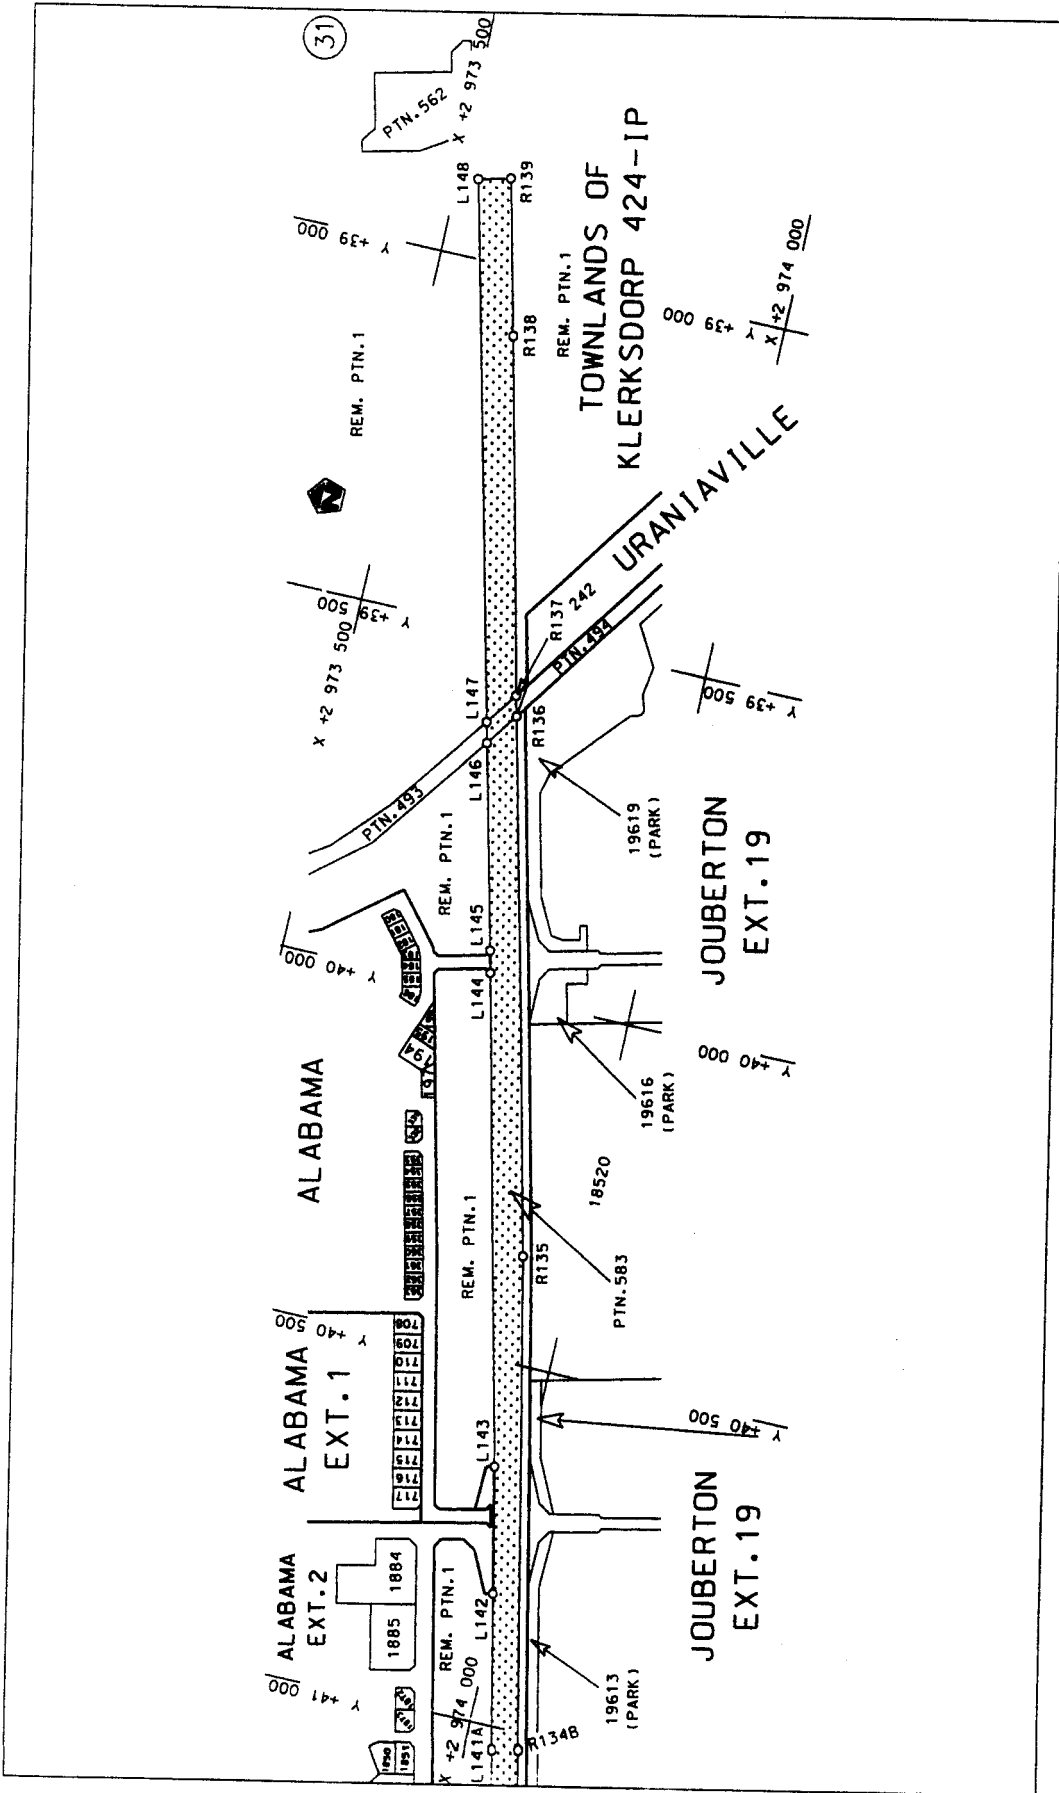 31
PTN.562
X +2 973 500
L148
R139
Y +39 000
REM. PTN.1
R138
REM. PTN.1
TOWNLANDS OF
KLERKSDORP 424-IP
Y +39 000
X +2 974 000
N
URANIAVILLE
Y +39 500
X +2 973 500
L147
R137
242
PTN.494
L146
R136
Y +39 500
PTN.493
REM. PTN.1
19619
(PARK)
JOUBERTON
EXT.19
L145
L144
Y +40 000
194
195
197
19616
(PARK)
Y +40 000
ALABAMA
REM. PTN.1
18520
R135
PTN.583
Y +40 500
708
709
710
711
712
713
714
715
716
717
ALABAMA
EXT.1
L143
Y +40 500
JOUBERTON
EXT.19
ALABAMA
EXT.2
1884
1885
REM. PTN.1
L142
Y +41 000
X +2 974 000
19613
(PARK)
1850
1851
L141A
R134B